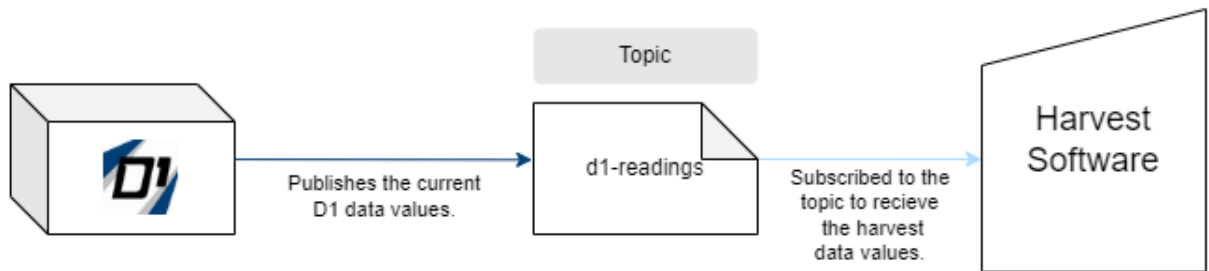 Topic
D1
d1-readings
Publishes the current
D1 data values.
Subscribed to the
topic to recieve
the harvest
data values.
Harvest
Software